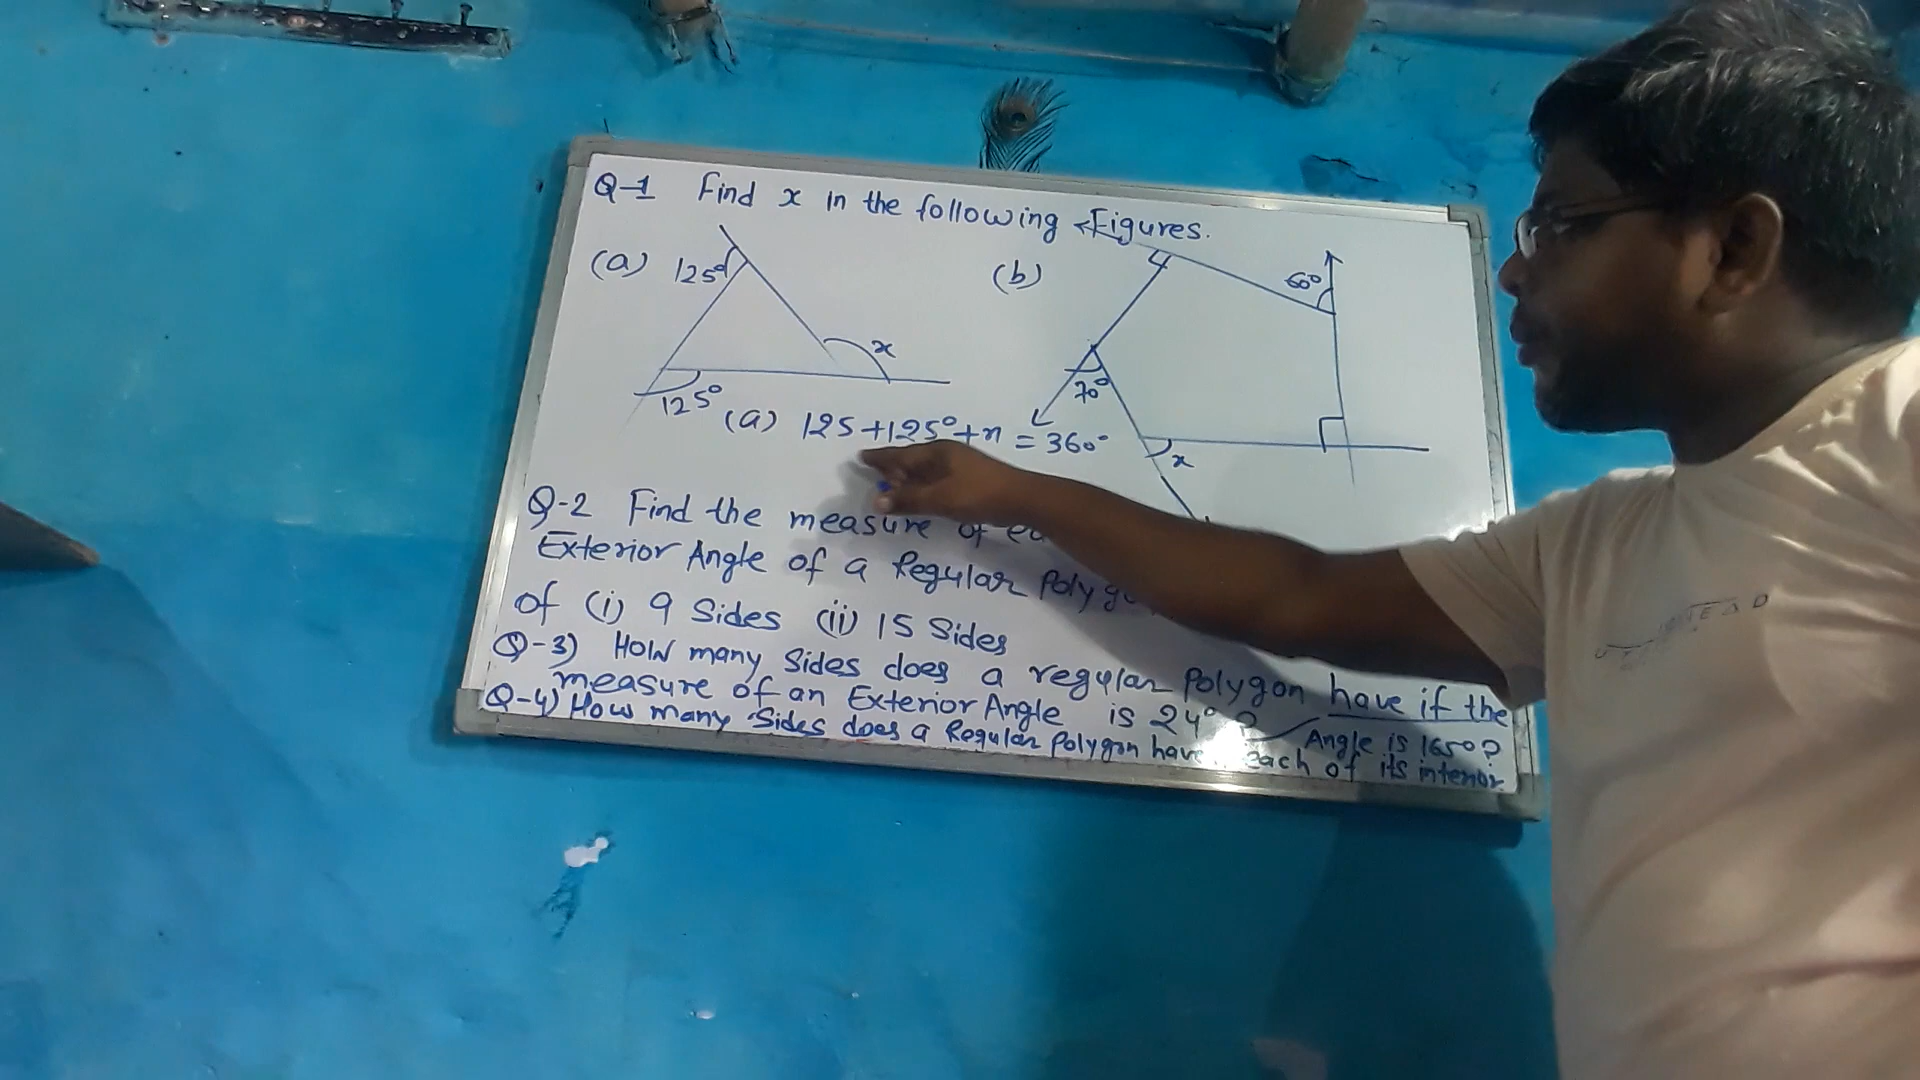 Q-1 Find x in the following Figures.
(a) 125° (b) 60°
x
70°
125°
(a) 125+125°+x = 360°
x
Q-2 Find the measure of
Exterior Angle of a Regular
of (i) 9 Sides (ii) 15 Sides
Q-3) How many Sides does a regular Polygon have if the
measure of an Exterior Angle is 24°?
Q-4) How many Sides does a Regular Polygon have each of its interior
Angle is 165°?